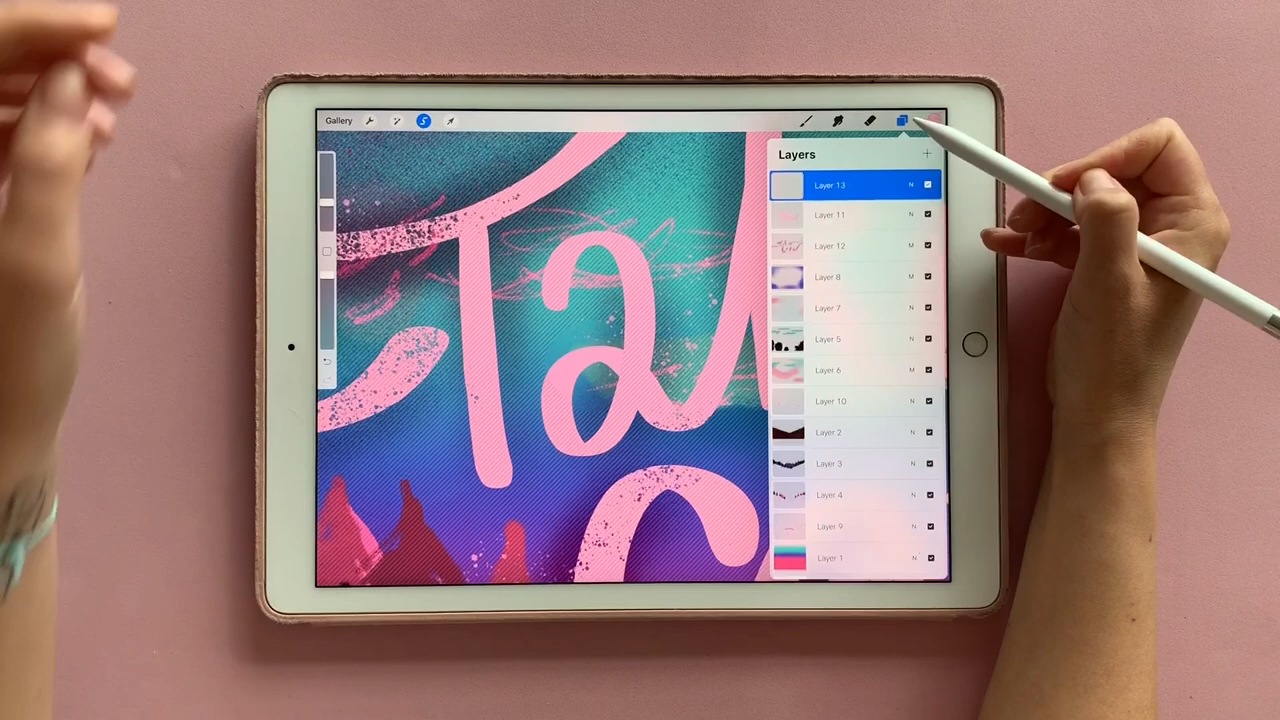 Gallery
Layers
Layer 13 N
Layer 11 N
Layer 12 M
Layer 8 M
Layer 7 N
Layer 5 N
Layer 6 M
Layer 10 N
Layer 2 N
Layer 3 N
Layer 4 N
Layer 9 N
Layer 1 N